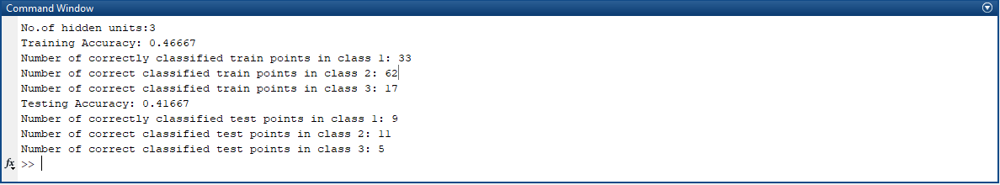 Command Window
No.of hidden units:3
Training Accuracy: 0.46667
Number of correctly classified train points in class 1: 33
Number of correct classified train points in class 2: 62
Number of correct classified train points in class 3: 17
Testing Accuracy: 0.41667
Number of correctly classified test points in class 1: 9
Number of correct classified test points in class 2: 11
Number of correct classified test points in class 3: 5
fx >>